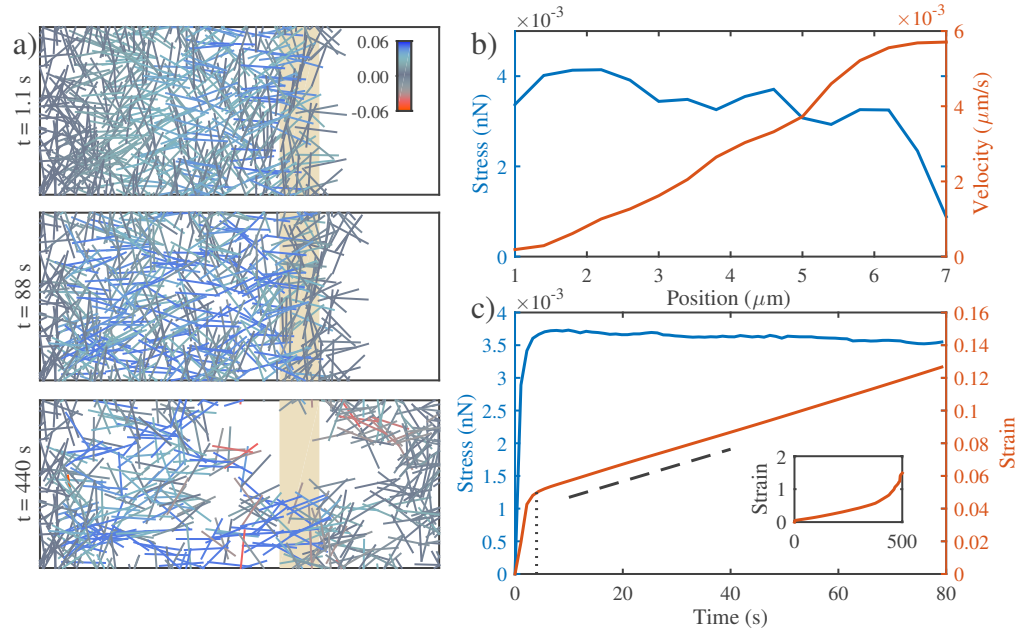 a)
t = 1.1 s
0.06
0.00
-0.06
t = 88 s
t = 440 s
b)
×10⁻³
×10⁻³
Stress (nN)
4
2
0
Velocity (μm/s)
6
4
2
0
1 2 3 4 5 6 7
Position (μm)
c)
×10⁻³
Stress (nN)
4
3.5
3
2.5
2
1.5
1
0.5
0
Strain
0.16
0.14
0.12
0.1
0.08
0.06
0.04
0.02
0
Strain
2
1
0
0 500
0 20 40 60 80
Time (s)